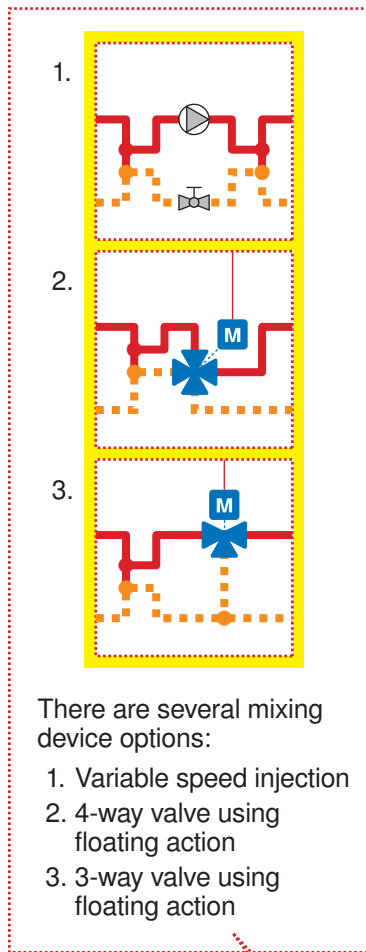 1.
2.
M
3.
M
There are several mixing
device options:
1. Variable speed injection
2. 4-way valve using
floating action
3. 3-way valve using
floating action